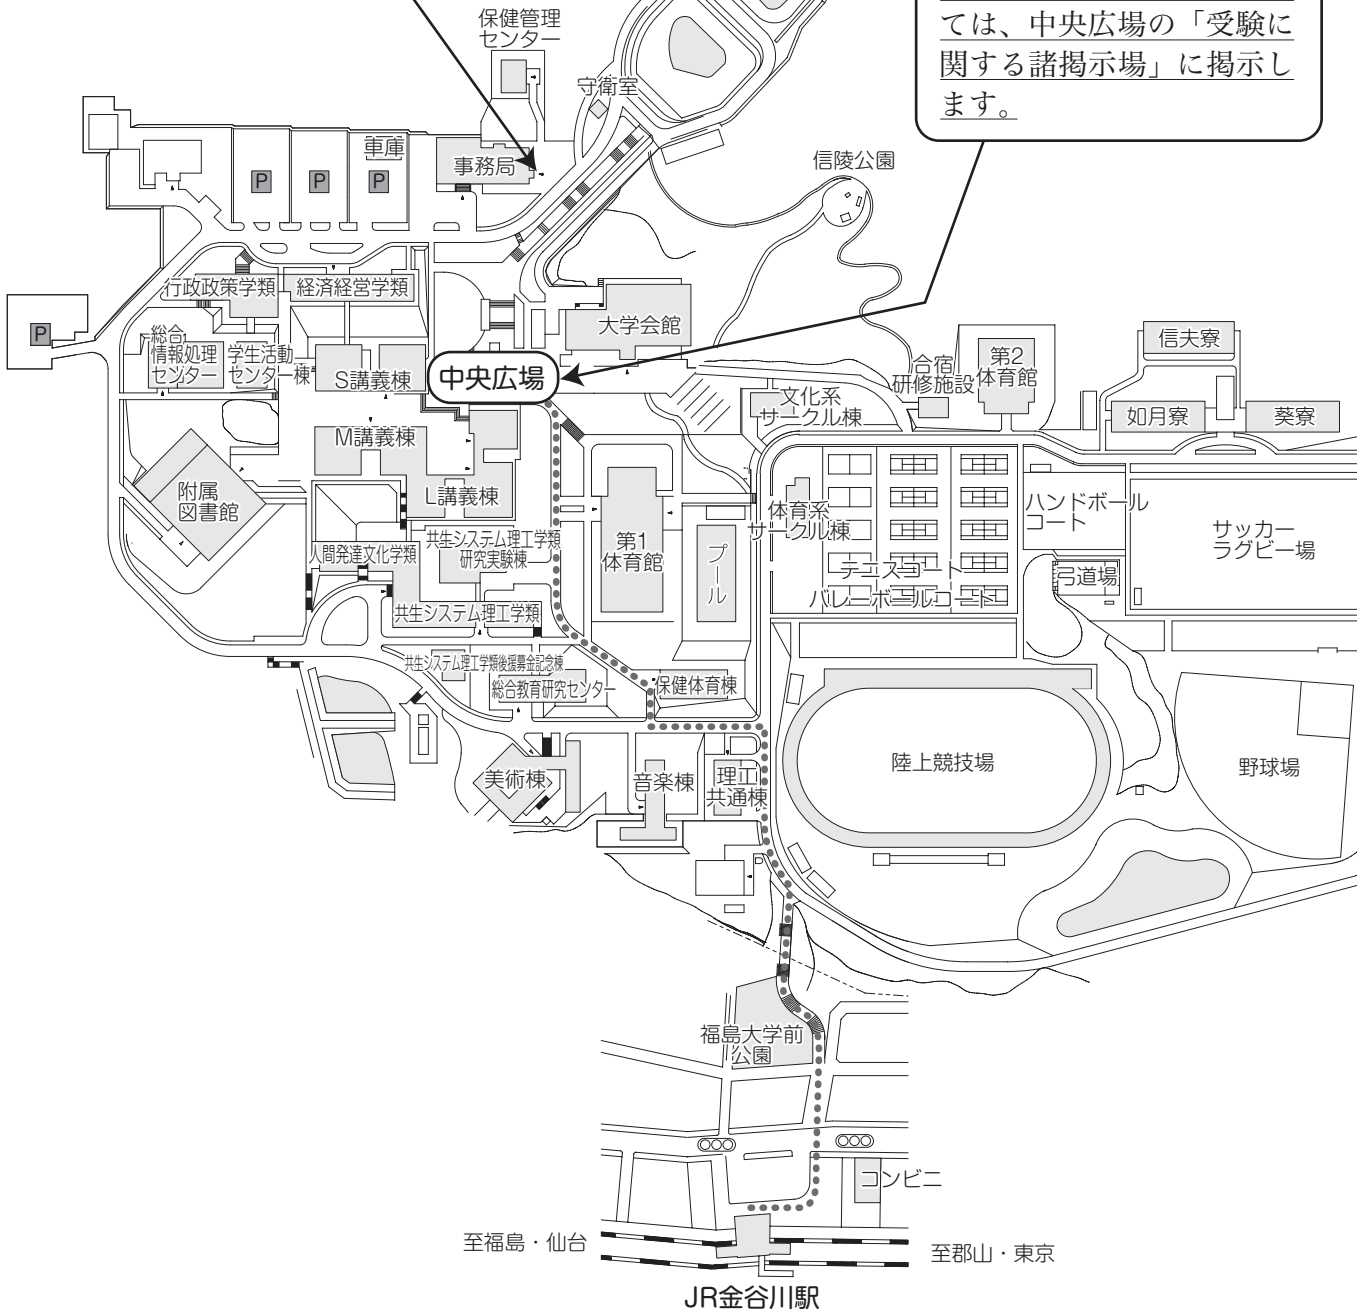 ては、中央広場の「受験に
関する諸掲示場」に掲示し
ます。
保健管理
センター
守衛室
車庫
事務局
信陵公園
P
P
P
行政政策学類
経済経営学類
大学会館
P
総合
情報処理
センター
学生活動
センター棟
S講義棟
中央広場
合宿
研修施設
第2
体育館
信夫寮
文化系
サークル棟
如月寮
葵寮
M講義棟
L講義棟
附属
図書館
体育系
サークル棟
ハンドボール
コート
サッカー
ラグビー場
人間発達文化学類
共生システム理工学類
研究実験棟
第1
体育館
プール
テニスコート
バレーボールコート
弓道場
共生システム理工学類
共生システム理工学類後援募金記念棟
総合教育研究センター
保健体育棟
美術棟
音楽棟
理工
共通棟
陸上競技場
野球場
福島大学前
公園
コンビニ
至福島・仙台
至郡山・東京
JR金谷川駅